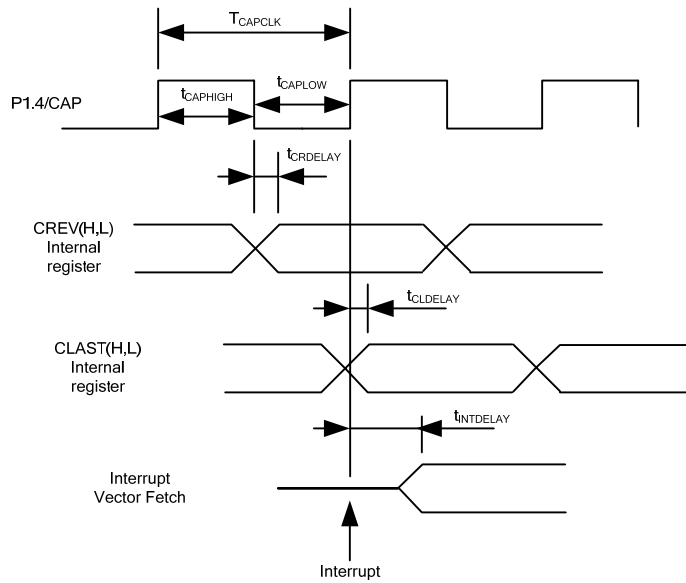 TCAPCLK
P1.4/CAP
tCAPHIGH
tCAPLOW
tCRDELAY
CREV(H,L)
Internal
register
tCLDELAY
CLAST(H,L)
Internal
register
tINTDELAY
Interrupt
Vector Fetch
Interrupt